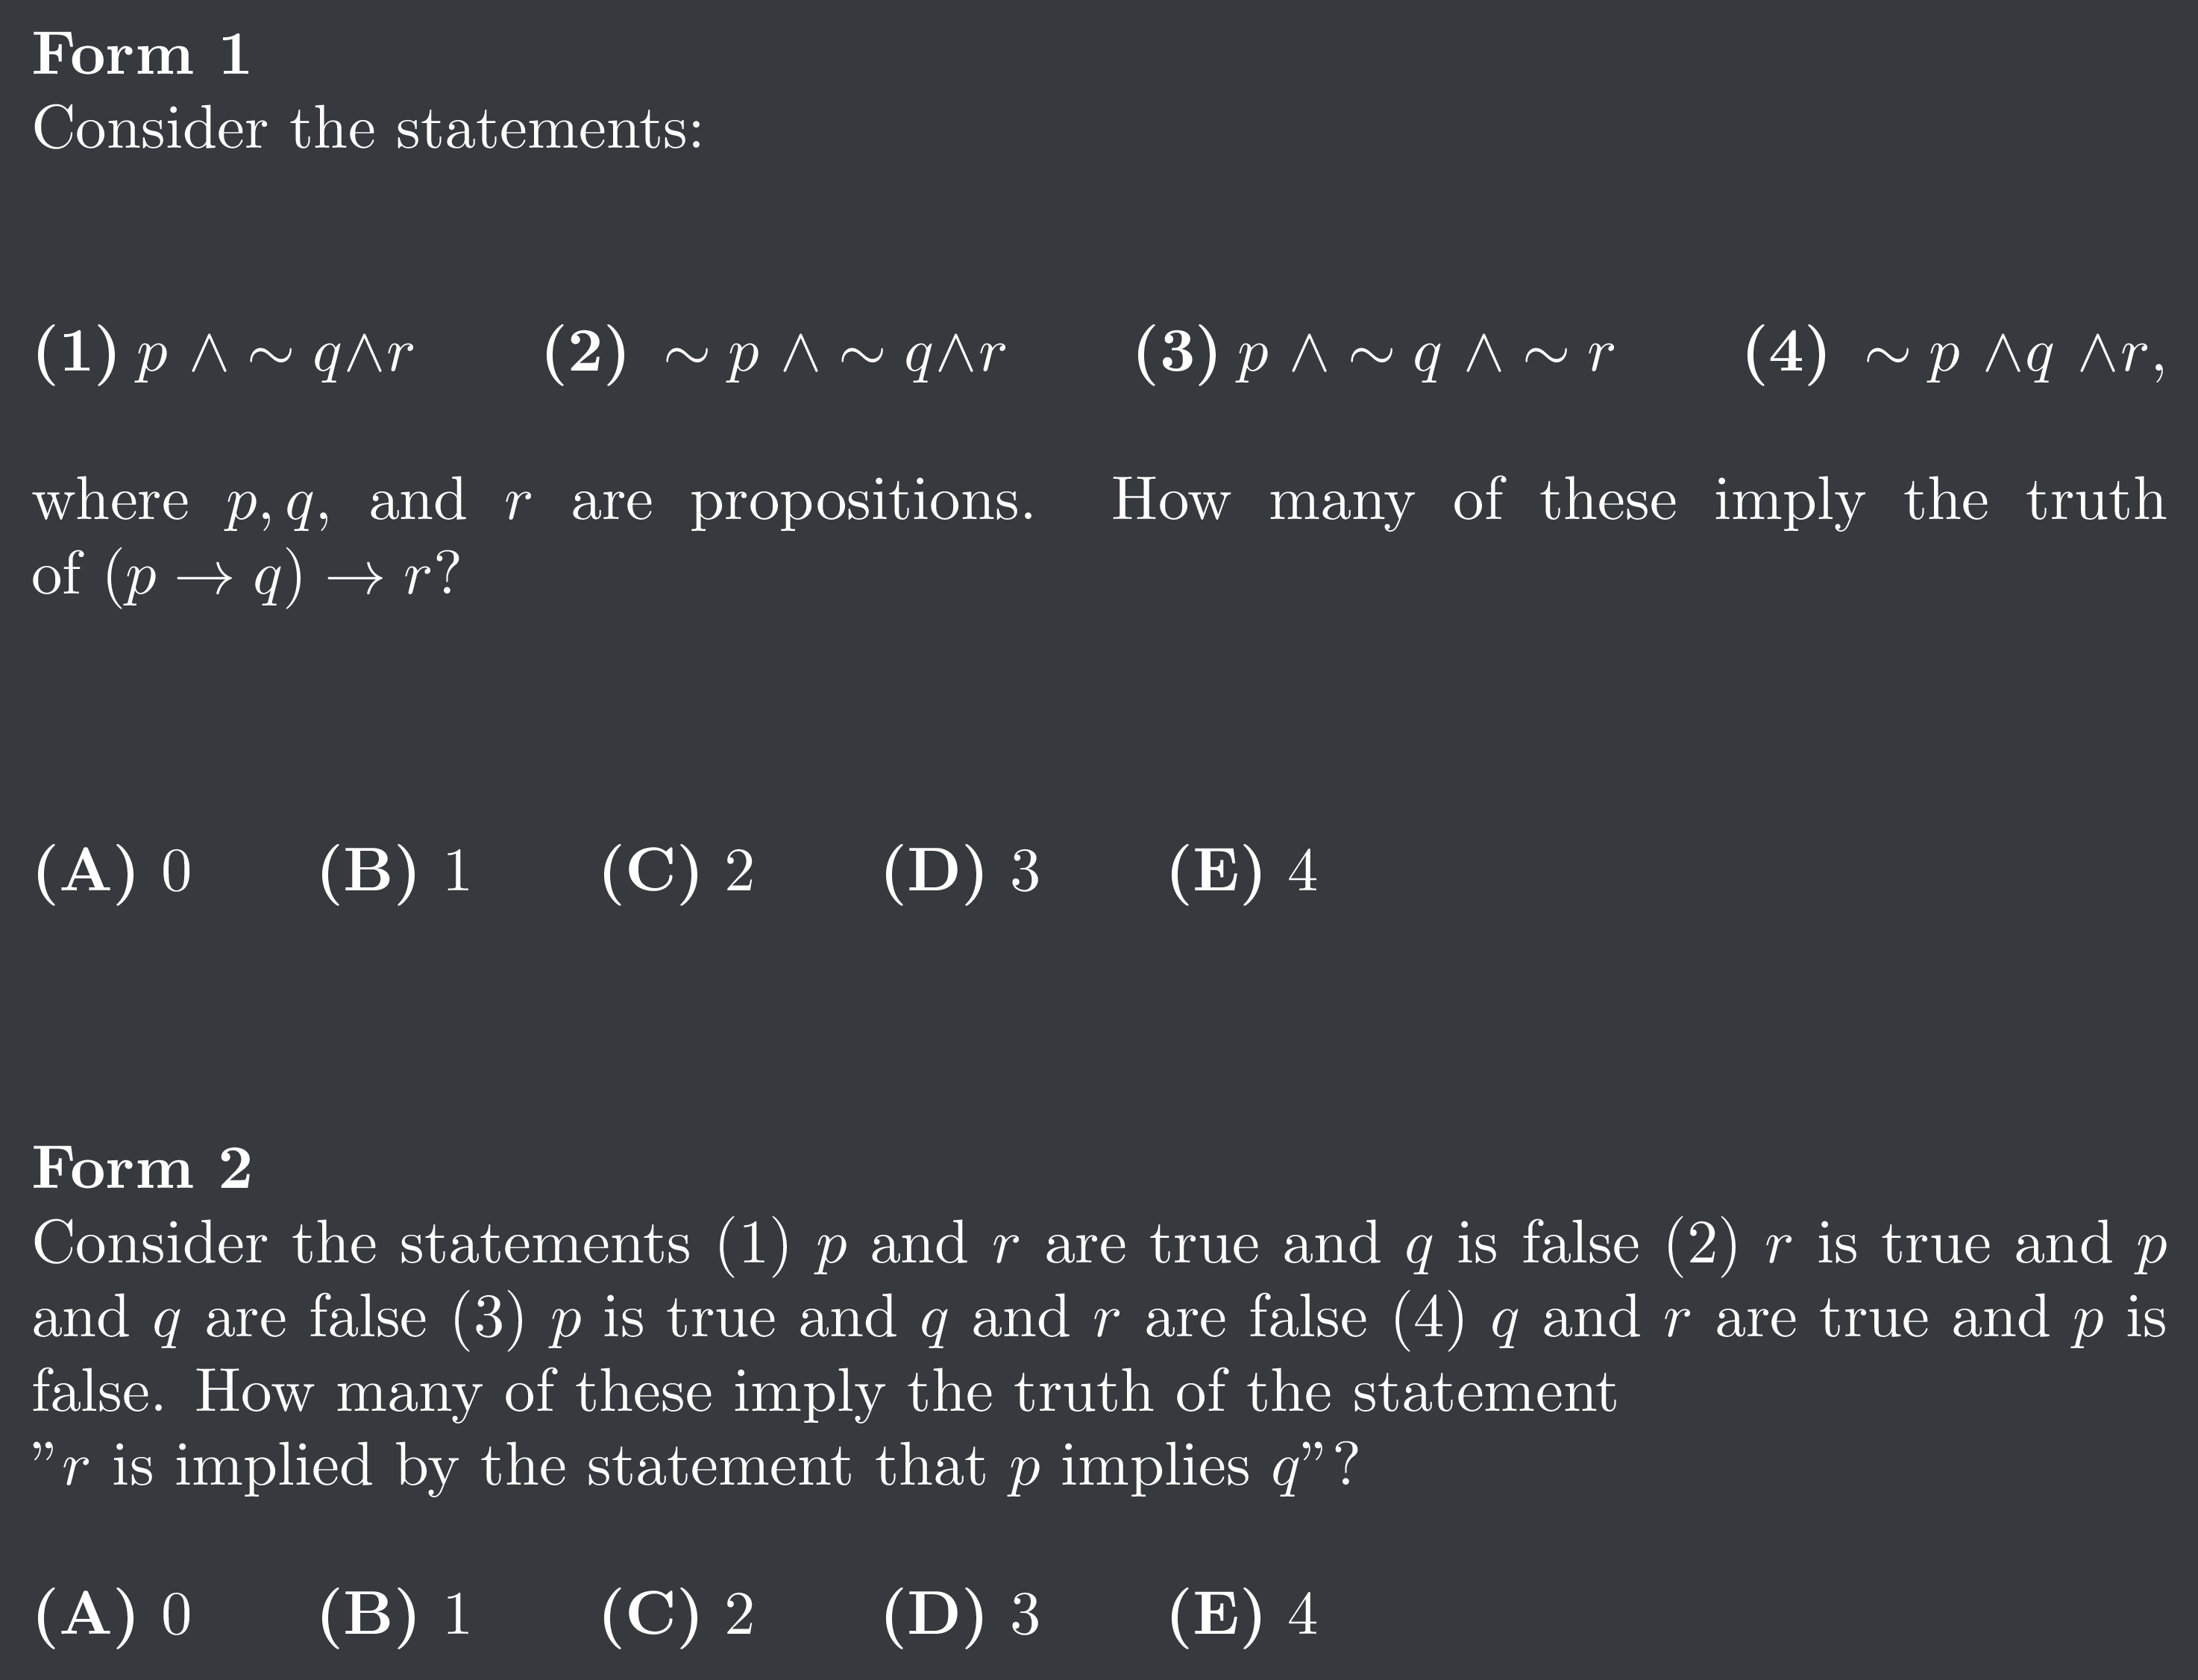 Form 1
Consider the statements:
(1) p ∧ ∼ q∧r (2) ∼ p ∧ ∼ q∧r (3) p ∧ ∼ q ∧ ∼ r (4) ∼ p ∧q ∧r,
where p, q, and r are propositions. How many of these imply the truth
of (p → q) → r?
(A) 0 (B) 1 (C) 2 (D) 3 (E) 4
Form 2
Consider the statements (1) p and r are true and q is false (2) r is true and p
and q are false (3) p is true and q and r are false (4) q and r are true and p is
false. How many of these imply the truth of the statement
”r is implied by the statement that p implies q”?
(A) 0 (B) 1 (C) 2 (D) 3 (E) 4